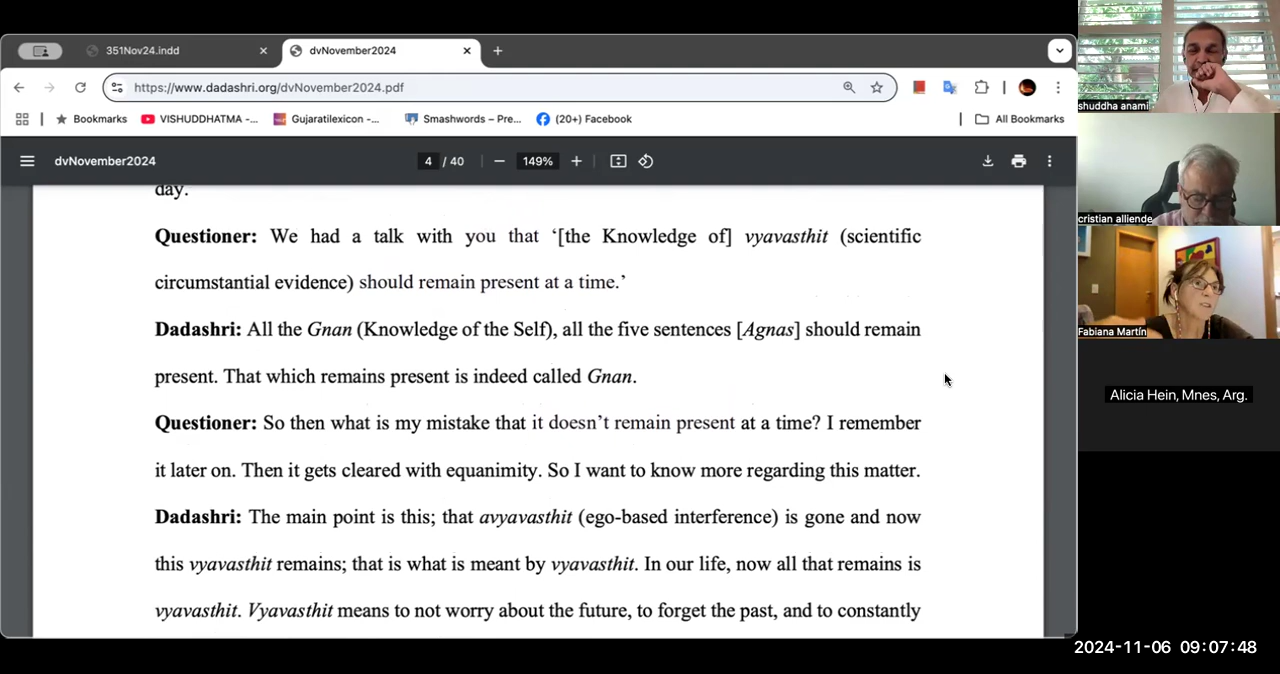 351Nov24.indd
dvNovember2024
https://www.dadashri.org/dvNovember2024.pdf
Bookmarks
VISHUDDHATMA -...
Gujaratilexicon -...
Smashwords – Pre...
(20+) Facebook
All Bookmarks
dvNovember2024
4 / 40
149%
day.
Questioner: We had a talk with you that ‘[the Knowledge of] vyavasthit (scientific
circumstantial evidence) should remain present at a time.’
Dadashri: All the Gnan (Knowledge of the Self), all the five sentences [Agnas] should remain
present. That which remains present is indeed called Gnan.
Questioner: So then what is my mistake that it doesn’t remain present at a time? I remember
it later on. Then it gets cleared with equanimity. So I want to know more regarding this matter.
Dadashri: The main point is this; that avyavasthit (ego-based interference) is gone and now
this vyavasthit remains; that is what is meant by vyavasthit. In our life, now all that remains is
vyavasthit. Vyavasthit means to not worry about the future, to forget the past, and to constantly
shuddha anami
cristian alliende
Fabiana Martín
Alicia Hein, Mnes, Arg.
2024-11-06 09:07:48